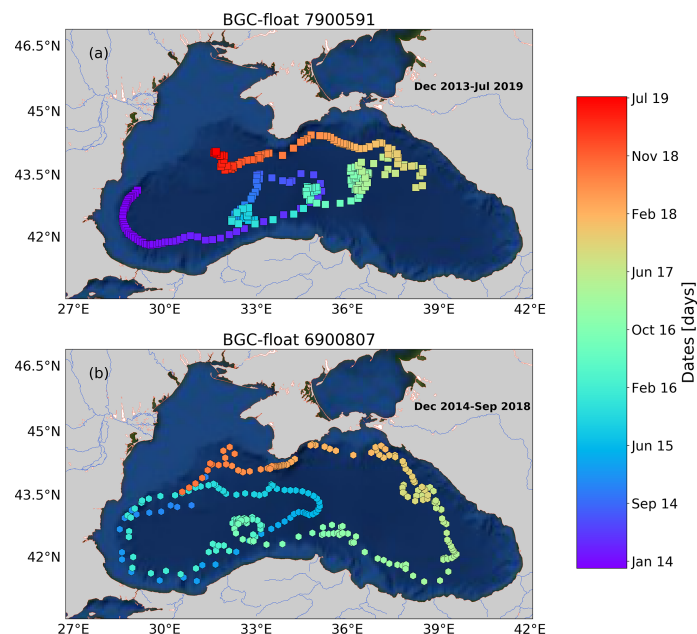 BGC-float 7900591
46.5°N
(a)
Dec 2013-Jul 2019
45°N
43.5°N
42°N
27°E 30°E 33°E 36°E 39°E 42°E
BGC-float 6900807
46.5°N
(b)
Dec 2014-Sep 2018
45°N
43.5°N
42°N
27°E 30°E 33°E 36°E 39°E 42°E
Jul 19
Nov 18
Feb 18
Jun 17
Oct 16
Feb 16
Jun 15
Sep 14
Jan 14
Dates [days]